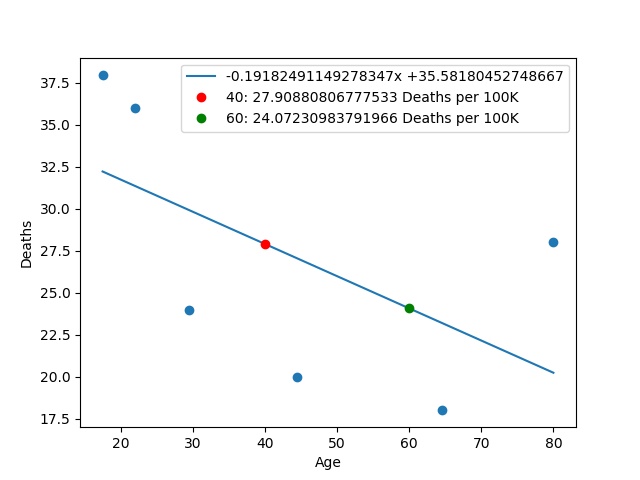 -0.19182491149278347x +35.58180452748667
40: 27.90880806777533 Deaths per 100K
60: 24.07230983791966 Deaths per 100K
37.5
35.0
32.5
30.0
27.5
25.0
22.5
20.0
17.5
Deaths
20 30 40 50 60 70 80
Age